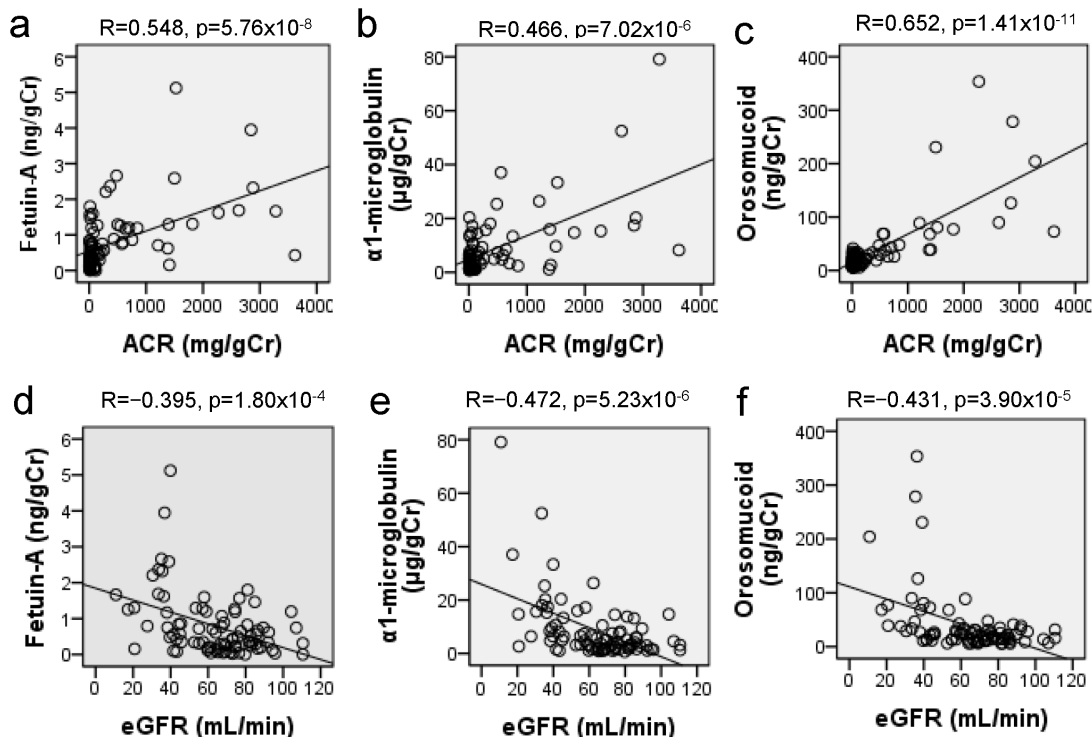 a
R=0.548, p=5.76x10-8
Fetuin-A (ng/gCr)
6
5
4
3
2
1
0
0 1000 2000 3000 4000
ACR (mg/gCr)
b
R=0.466, p=7.02x10-6
α1-microglobulin
(µg/gCr)
80
60
40
20
0
0 1000 2000 3000 4000
ACR (mg/gCr)
c
R=0.652, p=1.41x10-11
Orosomucoid
(ng/gCr)
400
300
200
100
0
0 1000 2000 3000 4000
ACR (mg/gCr)
d
R=−0.395, p=1.80x10-4
Fetuin-A (ng/gCr)
6
5
4
3
2
1
0
0 20 40 60 80 100 120
eGFR (mL/min)
e
R=−0.472, p=5.23x10-6
α1-microglobulin
(µg/gCr)
80
60
40
20
0
0 20 40 60 80 100 120
eGFR (mL/min)
f
R=−0.431, p=3.90x10-5
Orosomucoid
(ng/gCr)
400
300
200
100
0
0 20 40 60 80 100 120
eGFR (mL/min)